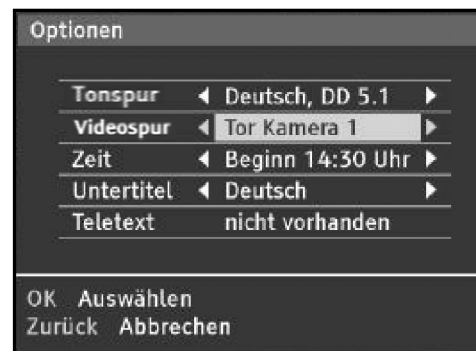 Optionen
Tonspur Deutsch, DD 5.1
Videospur Tor Kamera 1
Zeit Beginn 14:30 Uhr
Untertitel Deutsch
Teletext nicht vorhanden
OK Auswählen
Zurück Abbrechen